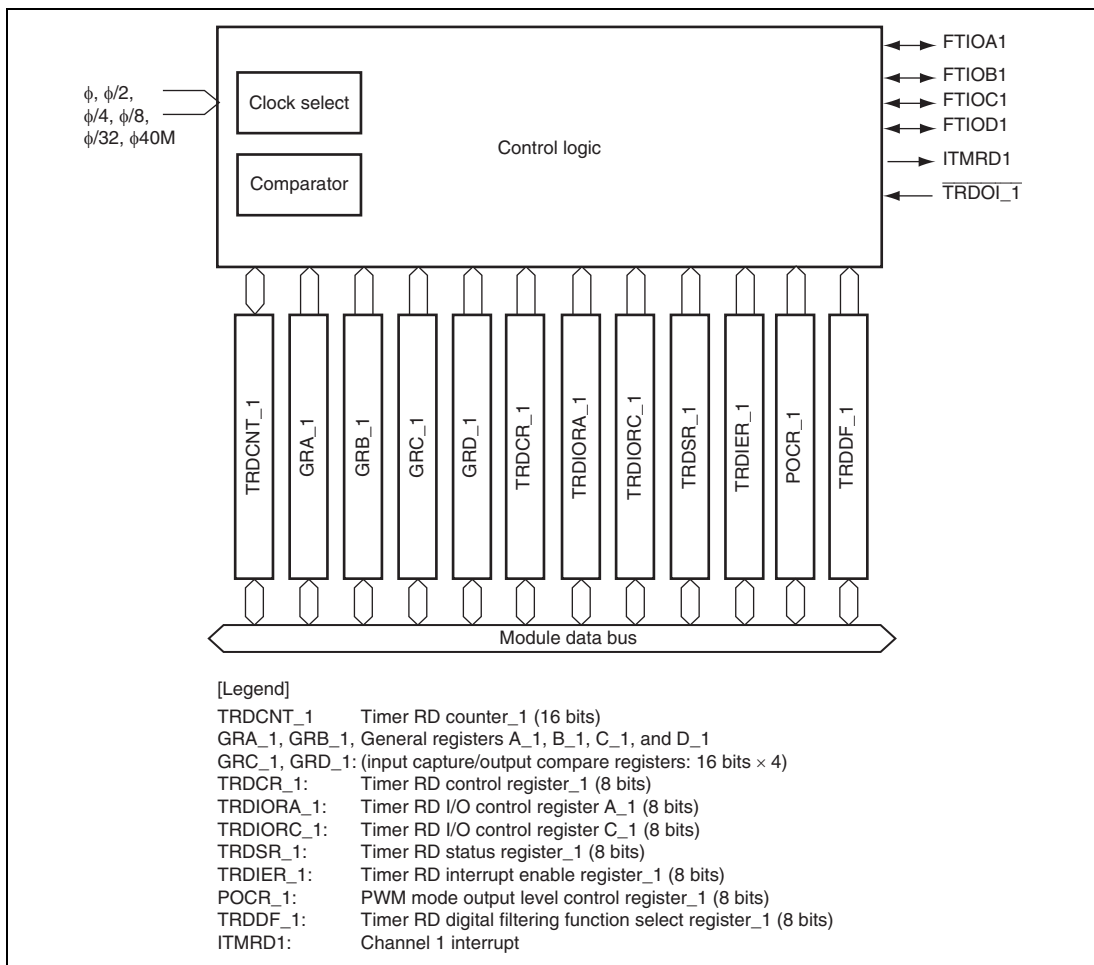 FTIOA1
FTIOB1
FTIOC1
FTIOD1
ITMRD1
TRDOI_1
ϕ, ϕ/2,
ϕ/4, ϕ/8,
ϕ/32, ϕ40M
Clock select
Comparator
Control logic
TRDCNT_1
GRA_1
GRB_1
GRC_1
GRD_1
TRDCR_1
TRDIORA_1
TRDIORC_1
TRDSR_1
TRDIER_1
POCR_1
TRDDF_1
Module data bus
[Legend]
TRDCNT_1 Timer RD counter_1 (16 bits)
GRA_1, GRB_1, General registers A_1, B_1, C_1, and D_1
GRC_1, GRD_1: (input capture/output compare registers: 16 bits × 4)
TRDCR_1: Timer RD control register_1 (8 bits)
TRDIORA_1: Timer RD I/O control register A_1 (8 bits)
TRDIORC_1: Timer RD I/O control register C_1 (8 bits)
TRDSR_1: Timer RD status register_1 (8 bits)
TRDIER_1: Timer RD interrupt enable register_1 (8 bits)
POCR_1: PWM mode output level control register_1 (8 bits)
TRDDF_1: Timer RD digital filtering function select register_1 (8 bits)
ITMRD1: Channel 1 interrupt